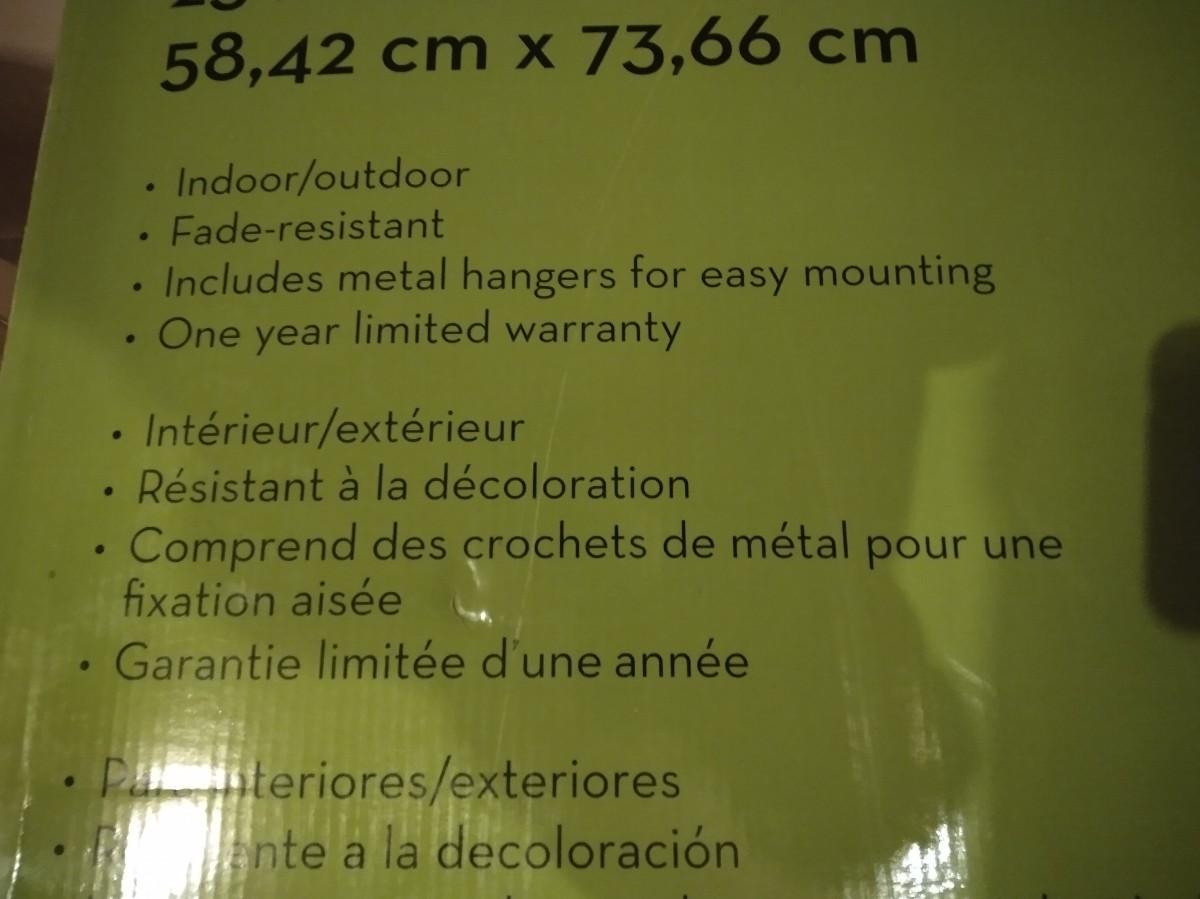 58,42 cm x 73,66 cm
• Indoor/outdoor
• Fade-resistant
• Includes metal hangers for easy mounting
• One year limited warranty
• Intérieur/extérieur
• Résistant à la décoloration
• Comprend des crochets de métal pour une
fixation aisée
• Garantie limitée d'une année
• Para interiores/exteriores
• a la decoloración